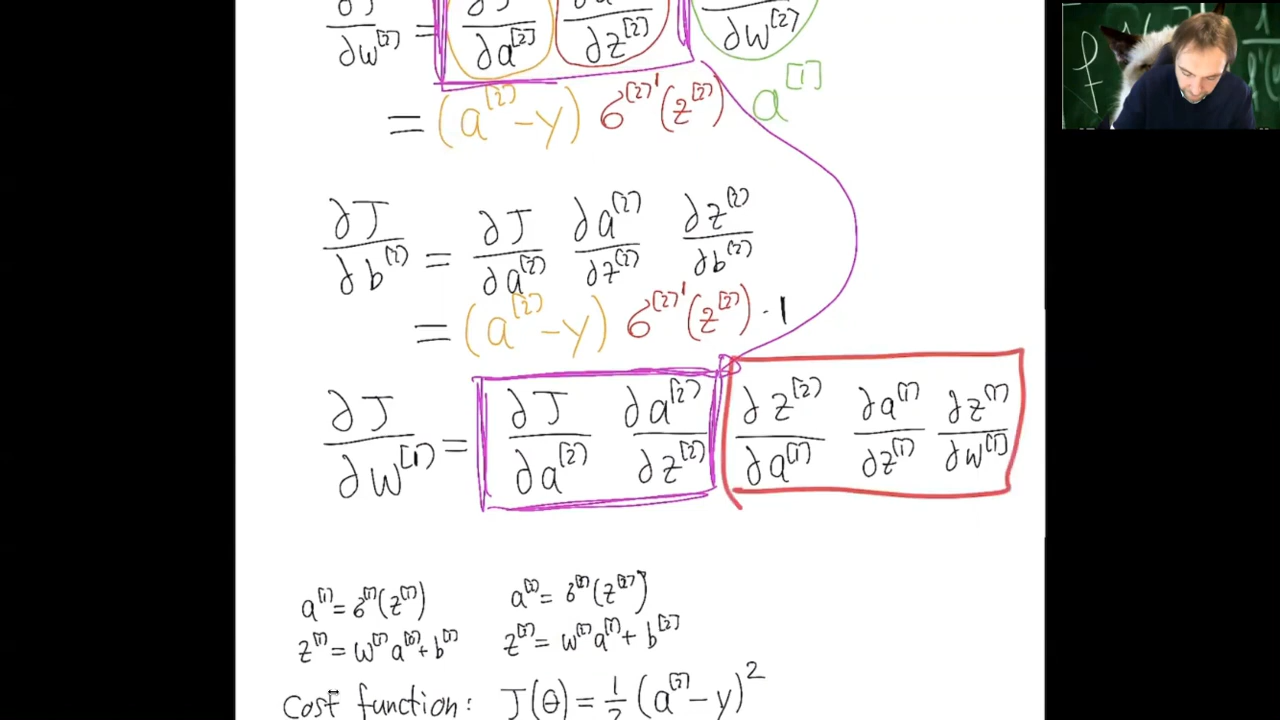 ∂J/∂w^[2] = ∂J/∂a^[2] ∂a/∂z^[2] /∂w^[2]
= (a^[2] - y) σ^[2]'(z^[2]) a^[1]
∂J/∂b^[2] = ∂J/∂a^[2] ∂a^[2]/∂z^[2] ∂z^[2]/∂b^[2]
= (a^[2] - y) σ^[2]'(z^[2]) · 1
∂J/∂w^[1] = ∂J/∂a^[2] ∂a^[2]/∂z^[2] ∂z^[2]/∂a^[1] ∂a^[1]/∂z^[1] ∂z^[1]/∂w^[1]
a^[1] = σ^[1](z^[1]) a^[2] = σ^[2](z^[2])
z^[1] = w^[1] a^[0] + b^[1] z^[2] = w^[2] a^[1] + b^[2]
Cost function: J(θ) = 1/2 (a^[2] - y)^2